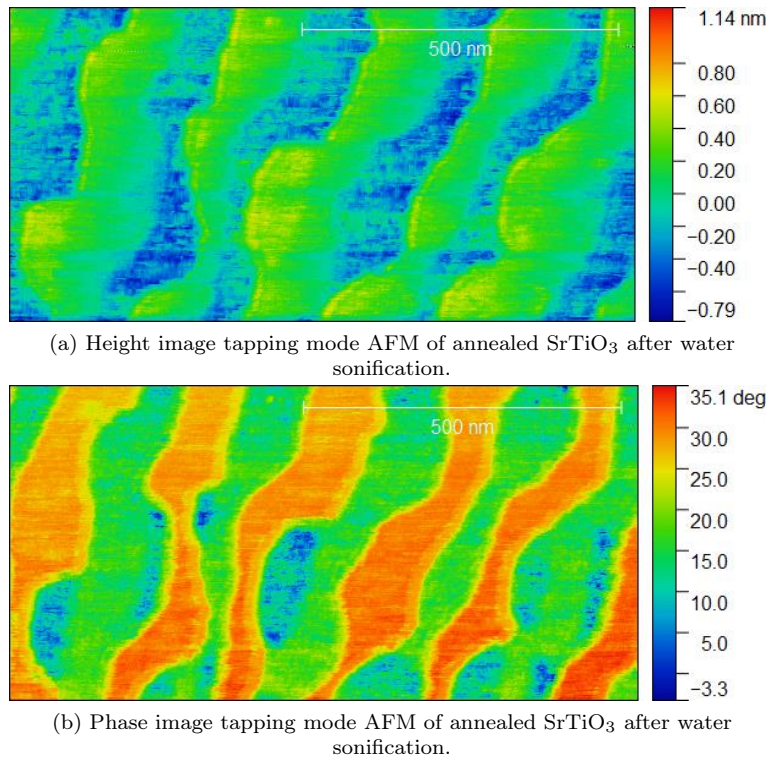 500 nm
1.14 nm
0.80
0.60
0.40
0.20
0.00
−0.20
−0.40
−0.79
(a) Height image tapping mode AFM of annealed SrTiO₃ after water
sonification.
500 nm
35.1 deg
30.0
25.0
20.0
15.0
10.0
5.0
−3.3
(b) Phase image tapping mode AFM of annealed SrTiO₃ after water
sonification.